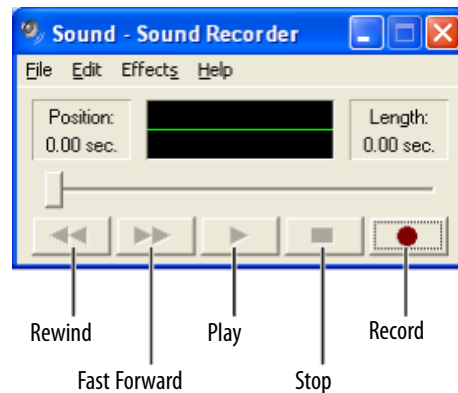 Sound - Sound Recorder
File Edit Effects Help
Position:
0.00 sec.
Length:
0.00 sec.
Rewind
Play
Record
Fast Forward
Stop